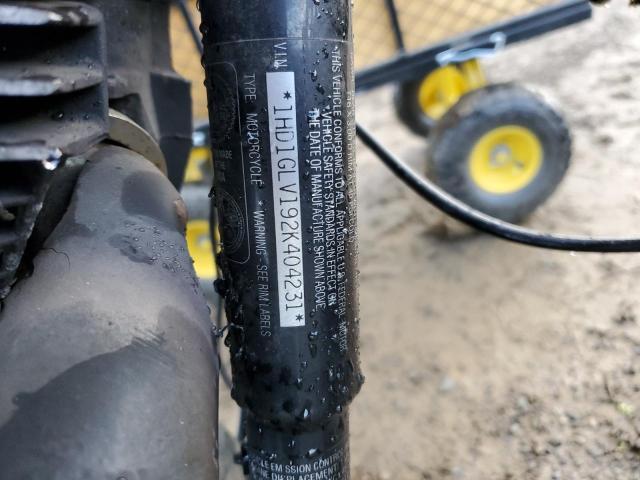 VIN *1HD1GLV192K404231*
TYPE MOTORCYCLE * WARNING - SEE RIM LABELS
THIS VEHICLE CONFORMS TO ALL APPLICABLE U.S. FEDERAL MOTOR
VEHICLE SAFETY STANDARDS IN EFFECT ON
THE DATE OF MANUFACTURE SHOWN ABOVE